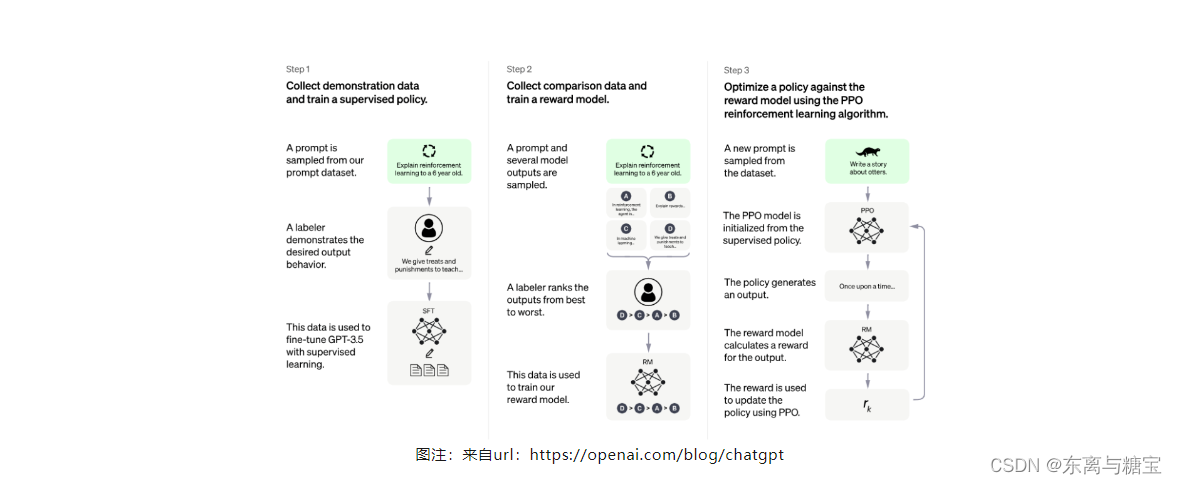 Step 1
Collect demonstration data
and train a supervised policy.
A prompt is
sampled from our
prompt dataset.
Explain reinforcement
learning to a 6 year old.
A labeler
demonstrates the
desired output
behavior.
We give treats and
punishments to teach...
This data is used to
fine-tune GPT-3.5
with supervised
learning.
SFT
Step 2
Collect comparison data and
train a reward model.
A prompt and
several model
outputs are
sampled.
Explain reinforcement
learning to a 6 year old.
A
In reinforcement
learning, the
agent is...
B
Explain rewards...
C
In machine
learning...
D
We give treats and
punishments to
teach...
A labeler ranks the
outputs from best
to worst.
D > C > A > B
This data is used
to train our
reward model.
RM
D > C > A > B
Step 3
Optimize a policy against the
reward model using the PPO
reinforcement learning algorithm.
A new prompt is
sampled from
the dataset.
Write a story
about otters.
The PPO model is
initialized from the
supervised policy.
PPO
The policy generates
an output.
Once upon a time...
The reward model
calculates a reward
for the output.
RM
The reward is used
to update the
policy using PPO.
rk
图注：来自url：https://openai.com/blog/chatgpt
CSDN @东离与糖宝